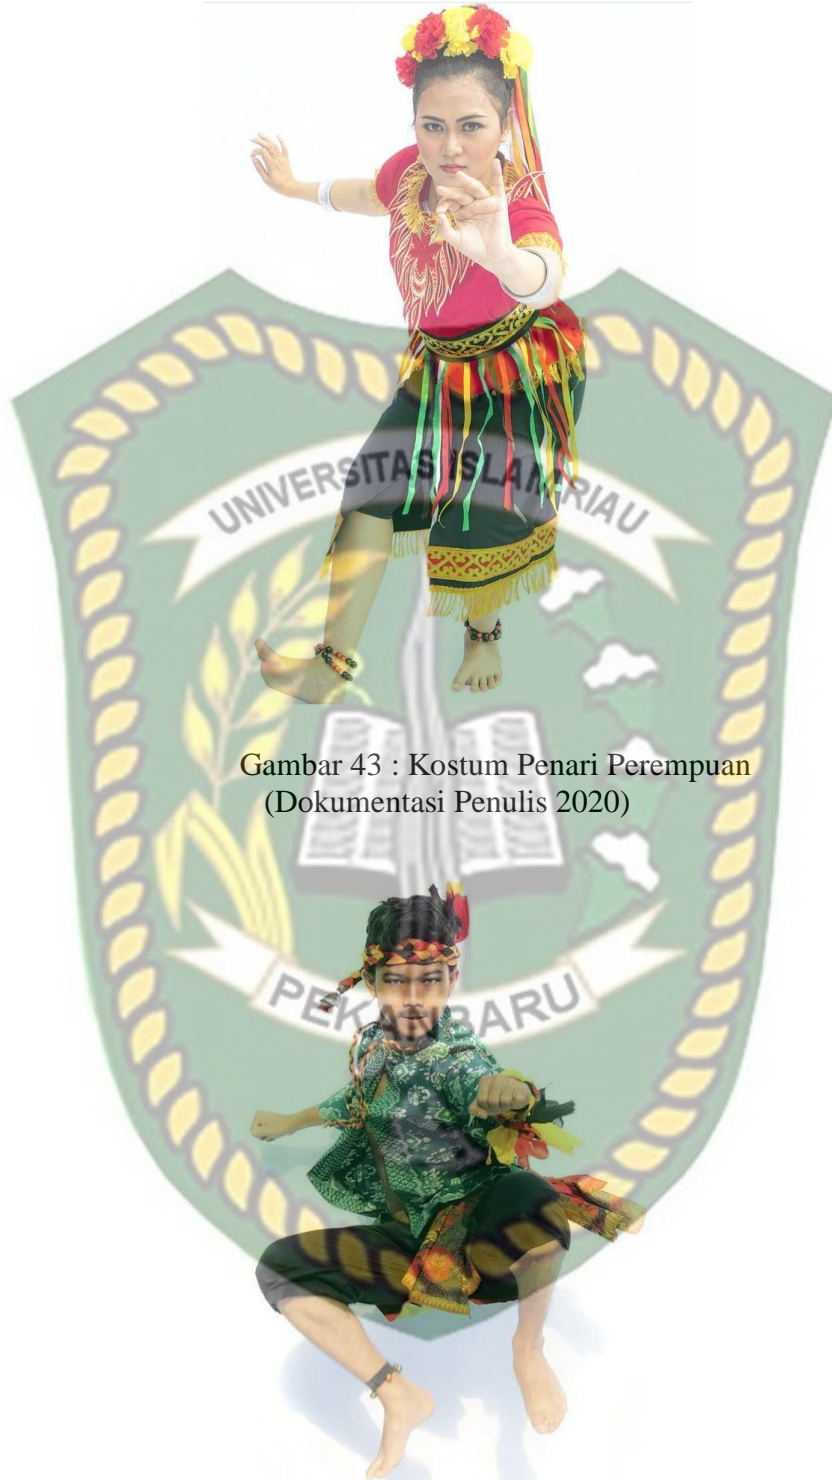 UNIVERSITAS ISLAM RIAU
Gambar 43 : Kostum Penari Perempuan
(Dokumentasi Penulis 2020)
PEKANBARU